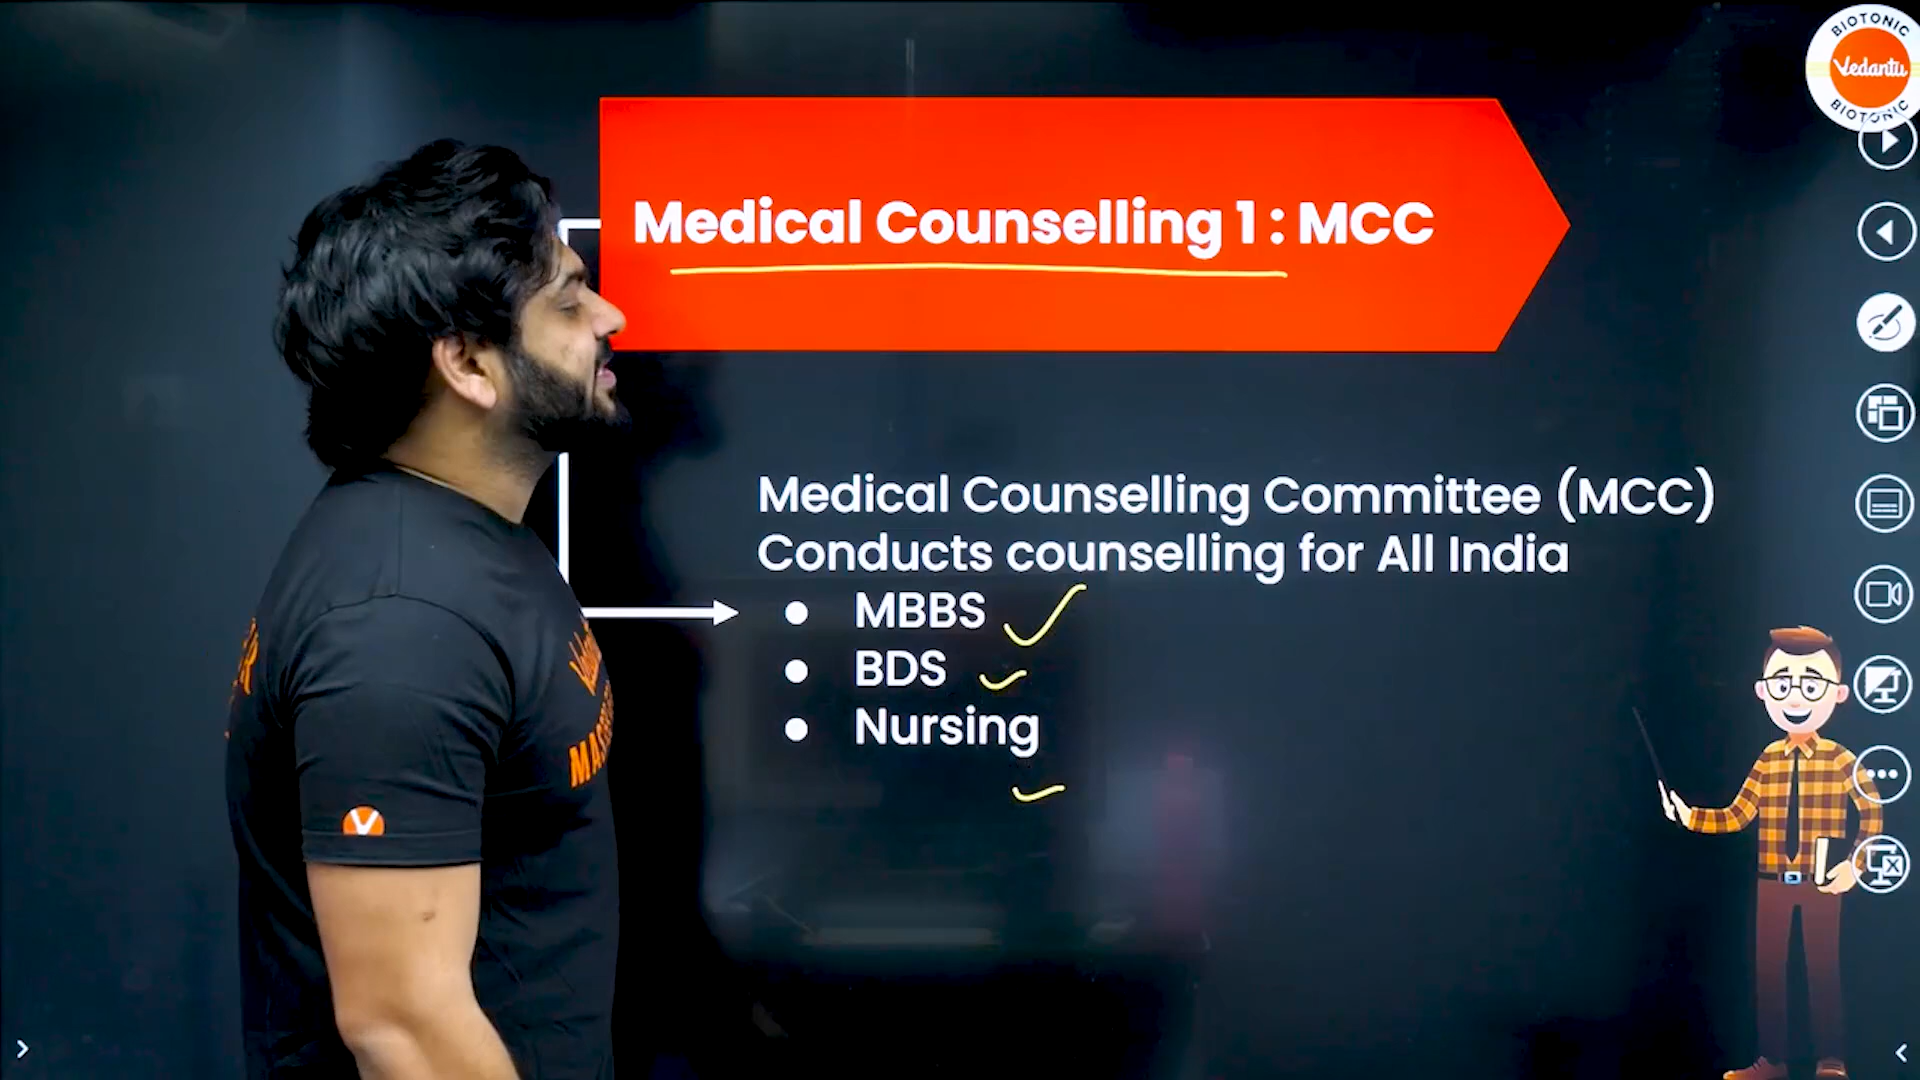 BIOTONIC
Vedantu
BIOTONIC
Medical Counselling 1 : MCC
Medical Counselling Committee (MCC)
Conducts counselling for All India
● MBBS
● BDS
● Nursing